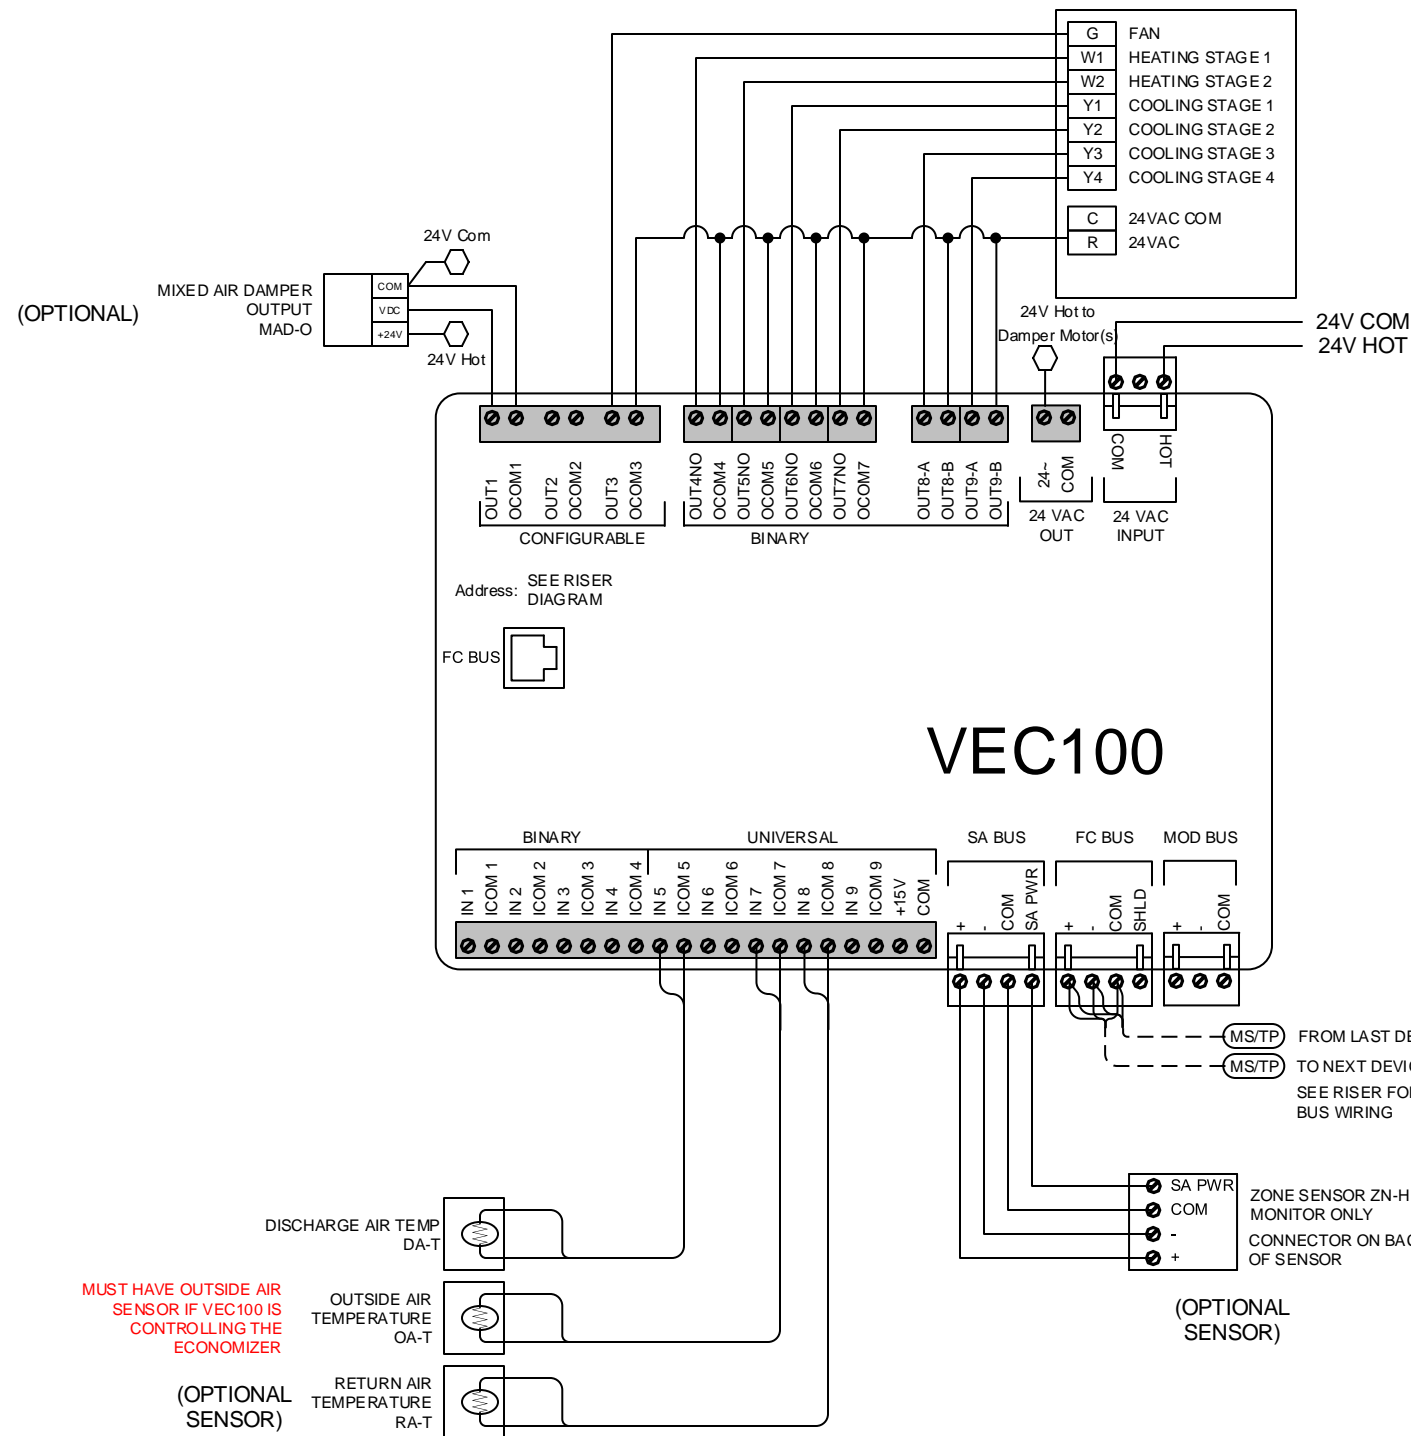 G FAN
W1 HEATING STAGE 1
W2 HEATING STAGE 2
Y1 COOLING STAGE 1
Y2 COOLING STAGE 2
Y3 COOLING STAGE 3
Y4 COOLING STAGE 4
C 24VAC COM
R 24VAC
24V Com
(OPTIONAL)
MIXED AIR DAMPER
OUTPUT
MAD-O
COM
VDC
+24V
24V Hot
24V Hot to
Damper Motor(s)
24V COM
24V HOT
OUT1
OCOM1
OUT2
OCOM2
OUT3
OCOM3
CONFIGURABLE
OUT4NO
OCOM4
OUT5NO
OCOM5
OUT6NO
OCOM6
OUT7NO
OCOM7
OUT8-A
OUT8-B
OUT9-A
OUT9-B
BINARY
24~
COM
24 VAC
OUT
COM
HOT
24 VAC
INPUT
Address:
SEE RISER
DIAGRAM
FC BUS
VEC100
BINARY
UNIVERSAL
SA BUS
FC BUS
MOD BUS
IN 1
ICOM 1
IN 2
ICOM 2
IN 3
ICOM 3
IN 4
ICOM 4
IN 5
ICOM 5
IN 6
ICOM 6
IN 7
ICOM 7
IN 8
ICOM 8
IN 9
ICOM 9
+15V
COM
+
-
COM
SA PWR
+
-
COM
SHLD
+
-
COM
MS/TP FROM LAST DE
MS/TP TO NEXT DEVI
SEE RISER FO
BUS WIRING
SA PWR
COM
-
+
ZONE SENSOR ZN-H
MONITOR ONLY
CONNECTOR ON BAC
OF SENSOR
(OPTIONAL
SENSOR)
DISCHARGE AIR TEMP
DA-T
MUST HAVE OUTSIDE AIR
SENSOR IF VEC100 IS
CONTROLLING THE
ECONOMIZER
OUTSIDE AIR
TEMPERATURE
OA-T
(OPTIONAL
SENSOR)
RETURN AIR
TEMPERATURE
RA-T